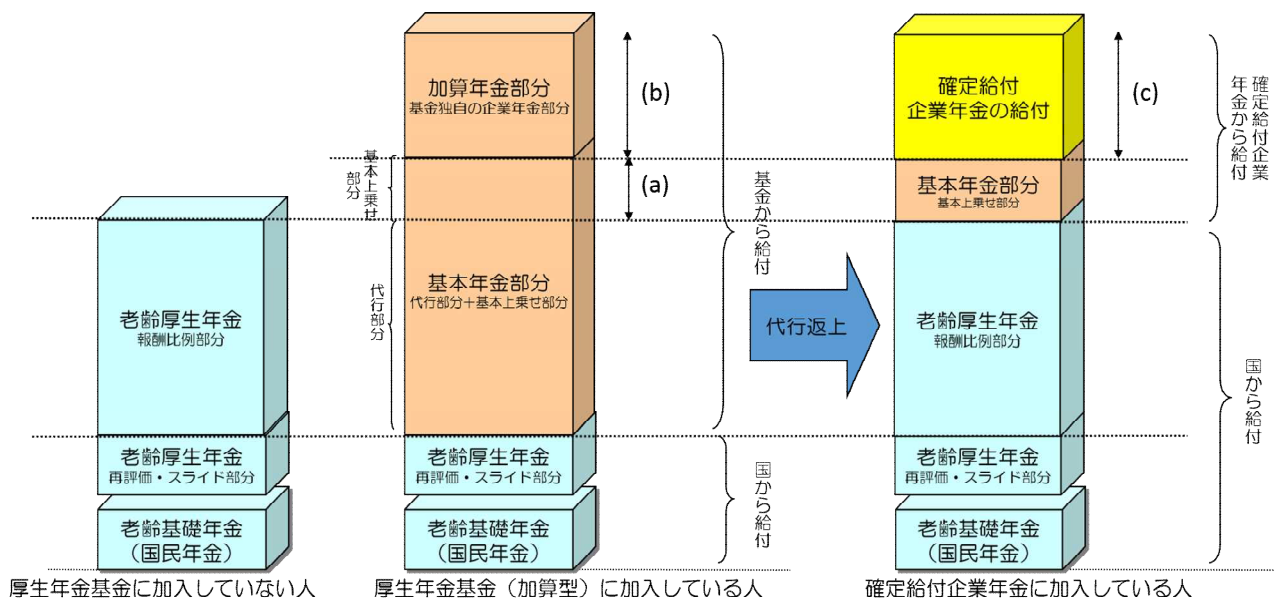 老齢厚生年金
報酬比例部分
老齢厚生年金
再評価・スライド部分
老齢基礎年金
（国民年金）
厚生年金基金に加入していない人
加算年金部分
基金独自の企業年金部分
(b)
基本上乗せ
部分
(a)
代行部分
基本年金部分
代行部分＋基本上乗せ部分
基金から給付
老齢厚生年金
再評価・スライド部分
老齢基礎年金
（国民年金）
国から給付
厚生年金基金（加算型）に加入している人
代行返上
確定給付
企業年金の給付
(c)
確定給付企業
年金から給付
基本年金部分
基本上乗せ部分
老齢厚生年金
報酬比例部分
老齢厚生年金
再評価・スライド部分
老齢基礎年金
（国民年金）
国から給付
確定給付企業年金に加入している人